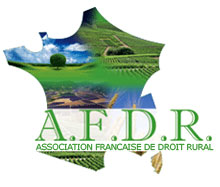 A.F.D.R.
ASSOCIATION FRANCAISE DE DROIT RURAL